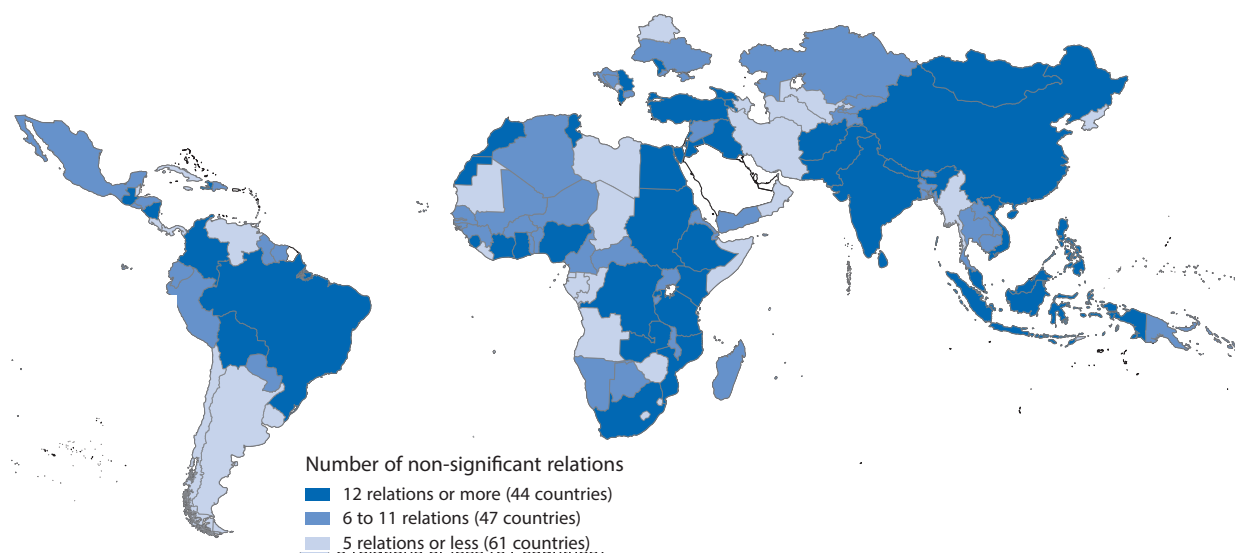 Number of non-significant relations
12 relations or more (44 countries)
6 to 11 relations (47 countries)
5 relations or less (61 countries)